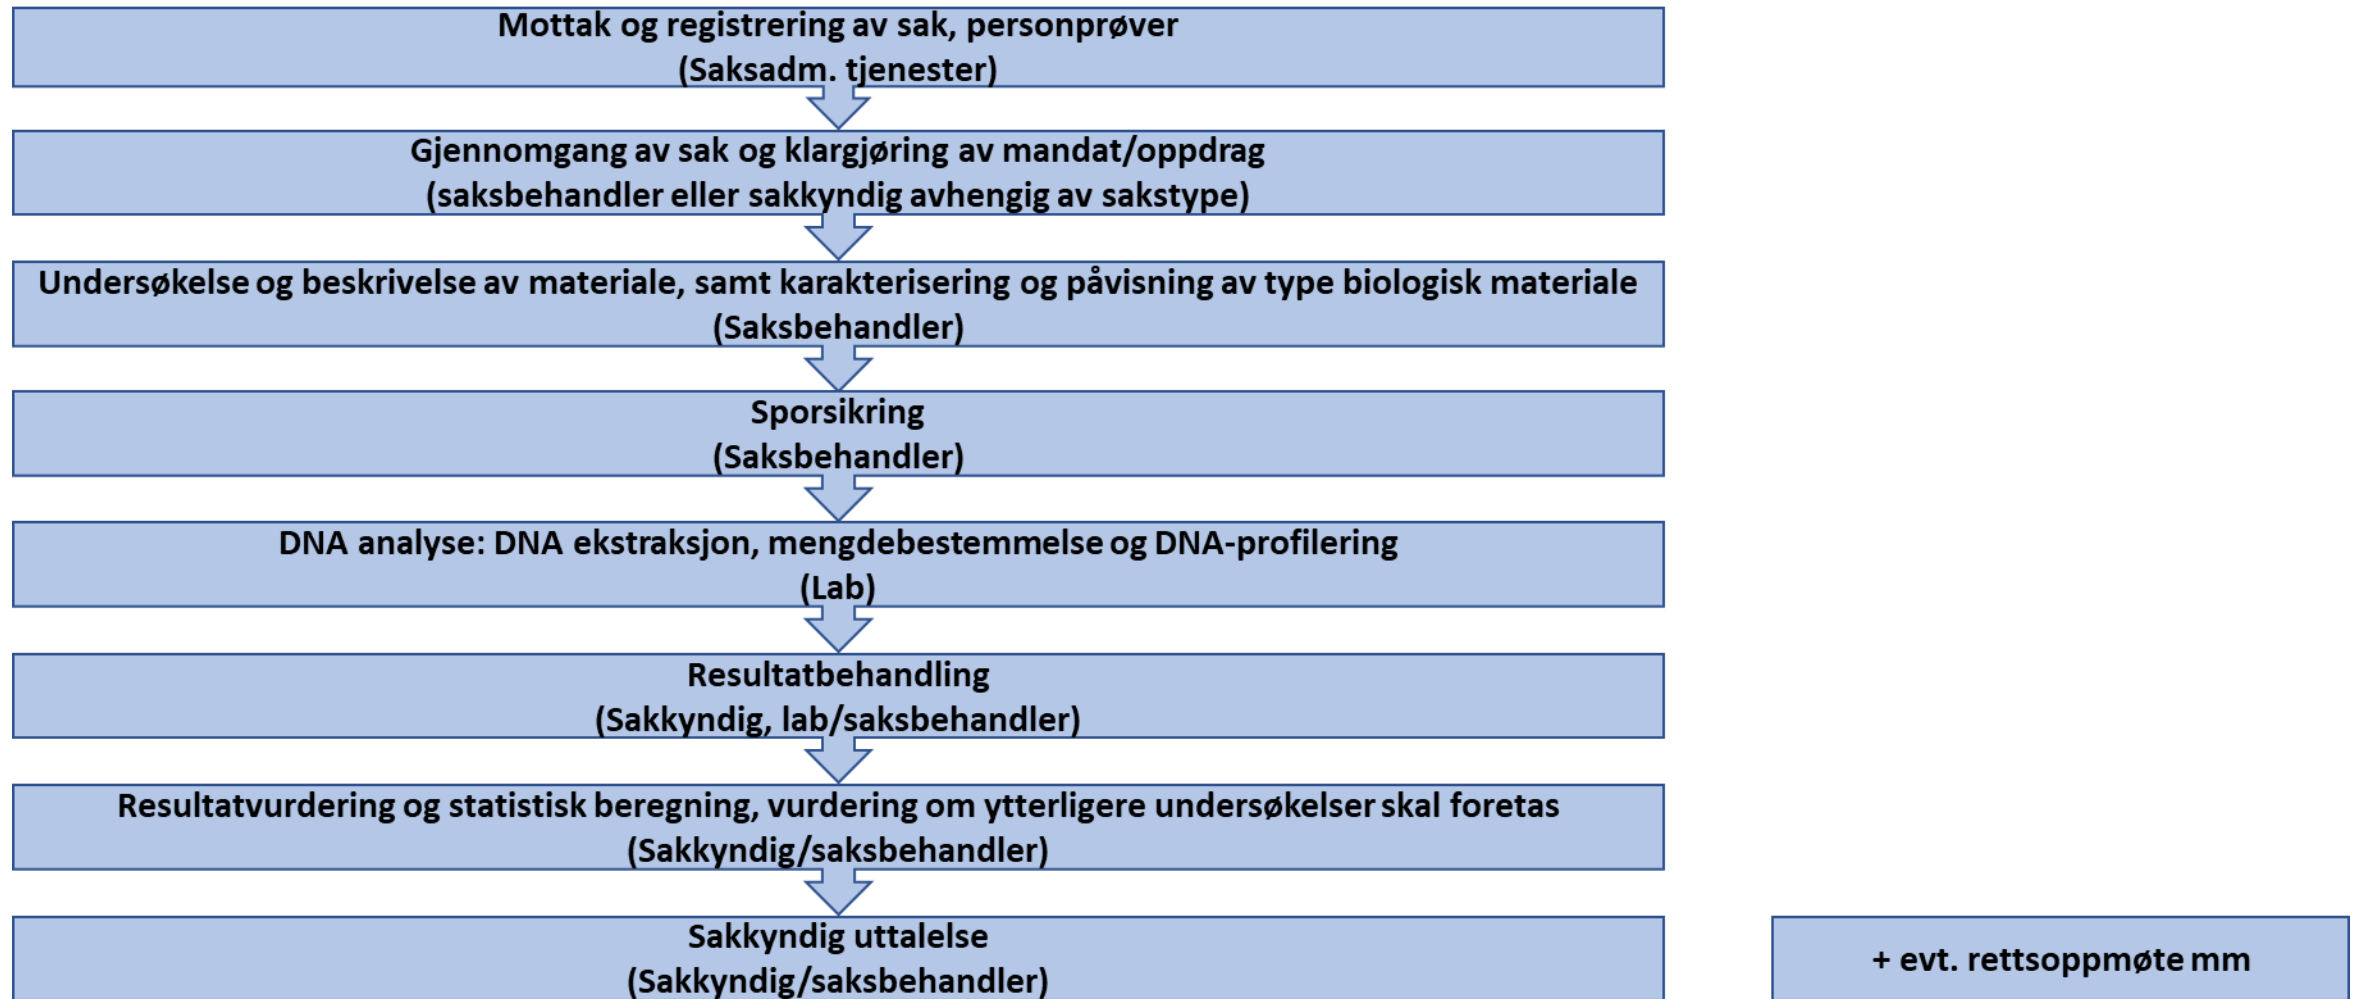 Mottak og registrering av sak, personprøver
(Saksadm. tjenester)
Gjennomgang av sak og klargjøring av mandat/oppdrag
(saksbehandler eller sakkyndig avhengig av sakstype)
Undersøkelse og beskrivelse av materiale, samt karakterisering og påvisning av type biologisk materiale
(Saksbehandler)
Sporsikring
(Saksbehandler)
DNA analyse: DNA ekstraksjon, mengdebestemmelse og DNA-profilering
(Lab)
Resultatbehandling
(Sakkyndig, lab/saksbehandler)
Resultatvurdering og statistisk beregning, vurdering om ytterligere undersøkelser skal foretas
(Sakkyndig/saksbehandler)
Sakkyndig uttalelse
(Sakkyndig/saksbehandler)
+ evt. rettsoppmøte mm